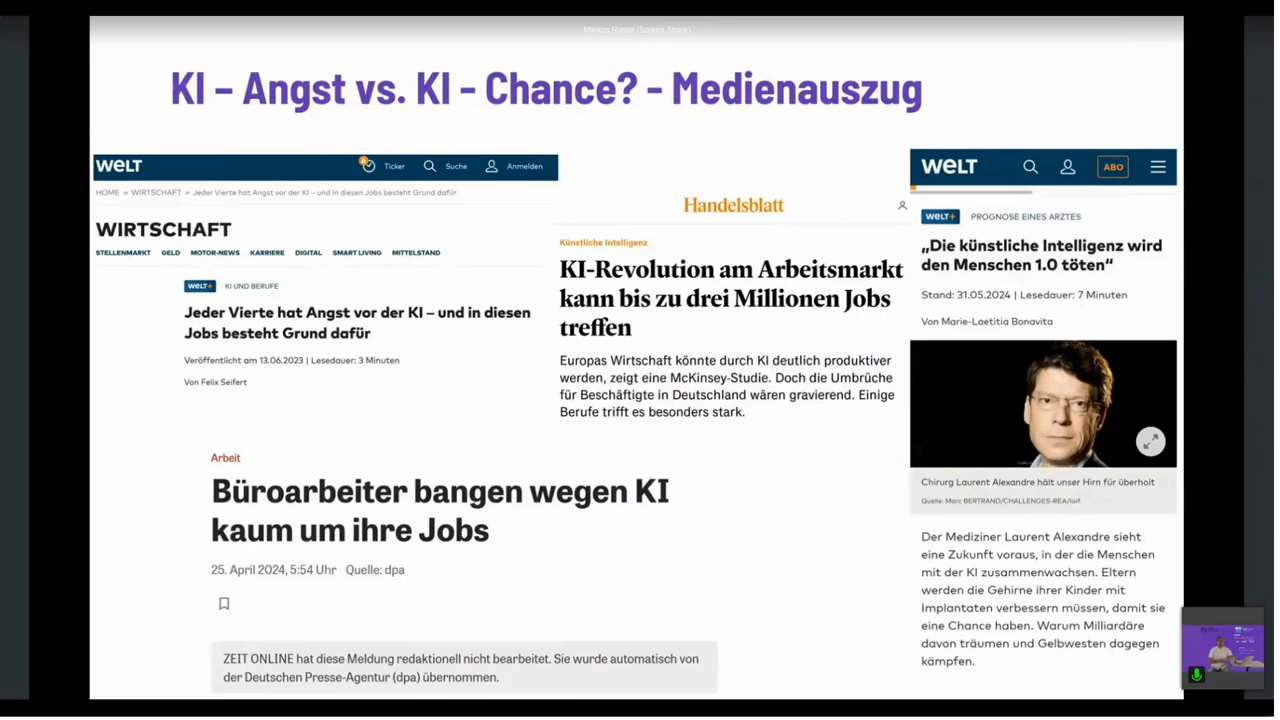 Markus Rossa (Screen Share)
KI – Angst vs. KI - Chance? - Medienauszug
WELT
Ticker
Suche
Anmelden
HOME » WIRTSCHAFT » Jeder Vierte hat Angst vor der KI – und in diesen Jobs besteht Grund dafür
WIRTSCHAFT
STELLENMARKT GELD MOTOR-NEWS KARRIERE DIGITAL SMART LIVING MITTELSTAND
WELT+ KI UND BERUFE
Jeder Vierte hat Angst vor der KI – und in diesen
Jobs besteht Grund dafür
Veröffentlicht am 13.06.2023 | Lesedauer: 3 Minuten
Von Felix Seifert
Handelsblatt
Künstliche Intelligenz
KI-Revolution am Arbeitsmarkt
kann bis zu drei Millionen Jobs
treffen
Europas Wirtschaft könnte durch KI deutlich produktiver
werden, zeigt eine McKinsey-Studie. Doch die Umbrüche
für Beschäftigte in Deutschland wären gravierend. Einige
Berufe trifft es besonders stark.
Arbeit
Büroarbeiter bangen wegen KI
kaum um ihre Jobs
25. April 2024, 5:54 Uhr Quelle: dpa
ZEIT ONLINE hat diese Meldung redaktionell nicht bearbeitet. Sie wurde automatisch von
der Deutschen Presse-Agentur (dpa) übernommen.
WELT
ABO
WELT+ PROGNOSE EINES ARZTES
„Die künstliche Intelligenz wird
den Menschen 1.0 töten“
Stand: 31.05.2024 | Lesedauer: 7 Minuten
Von Marie-Laetitia Bonavita
Chirurg Laurent Alexandre hält unser Hirn für überholt
Quelle: Marc BERTRAND/CHALLENGES-REA/laif
Der Mediziner Laurent Alexandre sieht
eine Zukunft voraus, in der die Menschen
mit der KI zusammenwachsen. Eltern
werden die Gehirne ihrer Kinder mit
Implantaten verbessern müssen, damit sie
eine Chance haben. Warum Milliardäre
davon träumen und Gelbwesten dagegen
kämpfen.